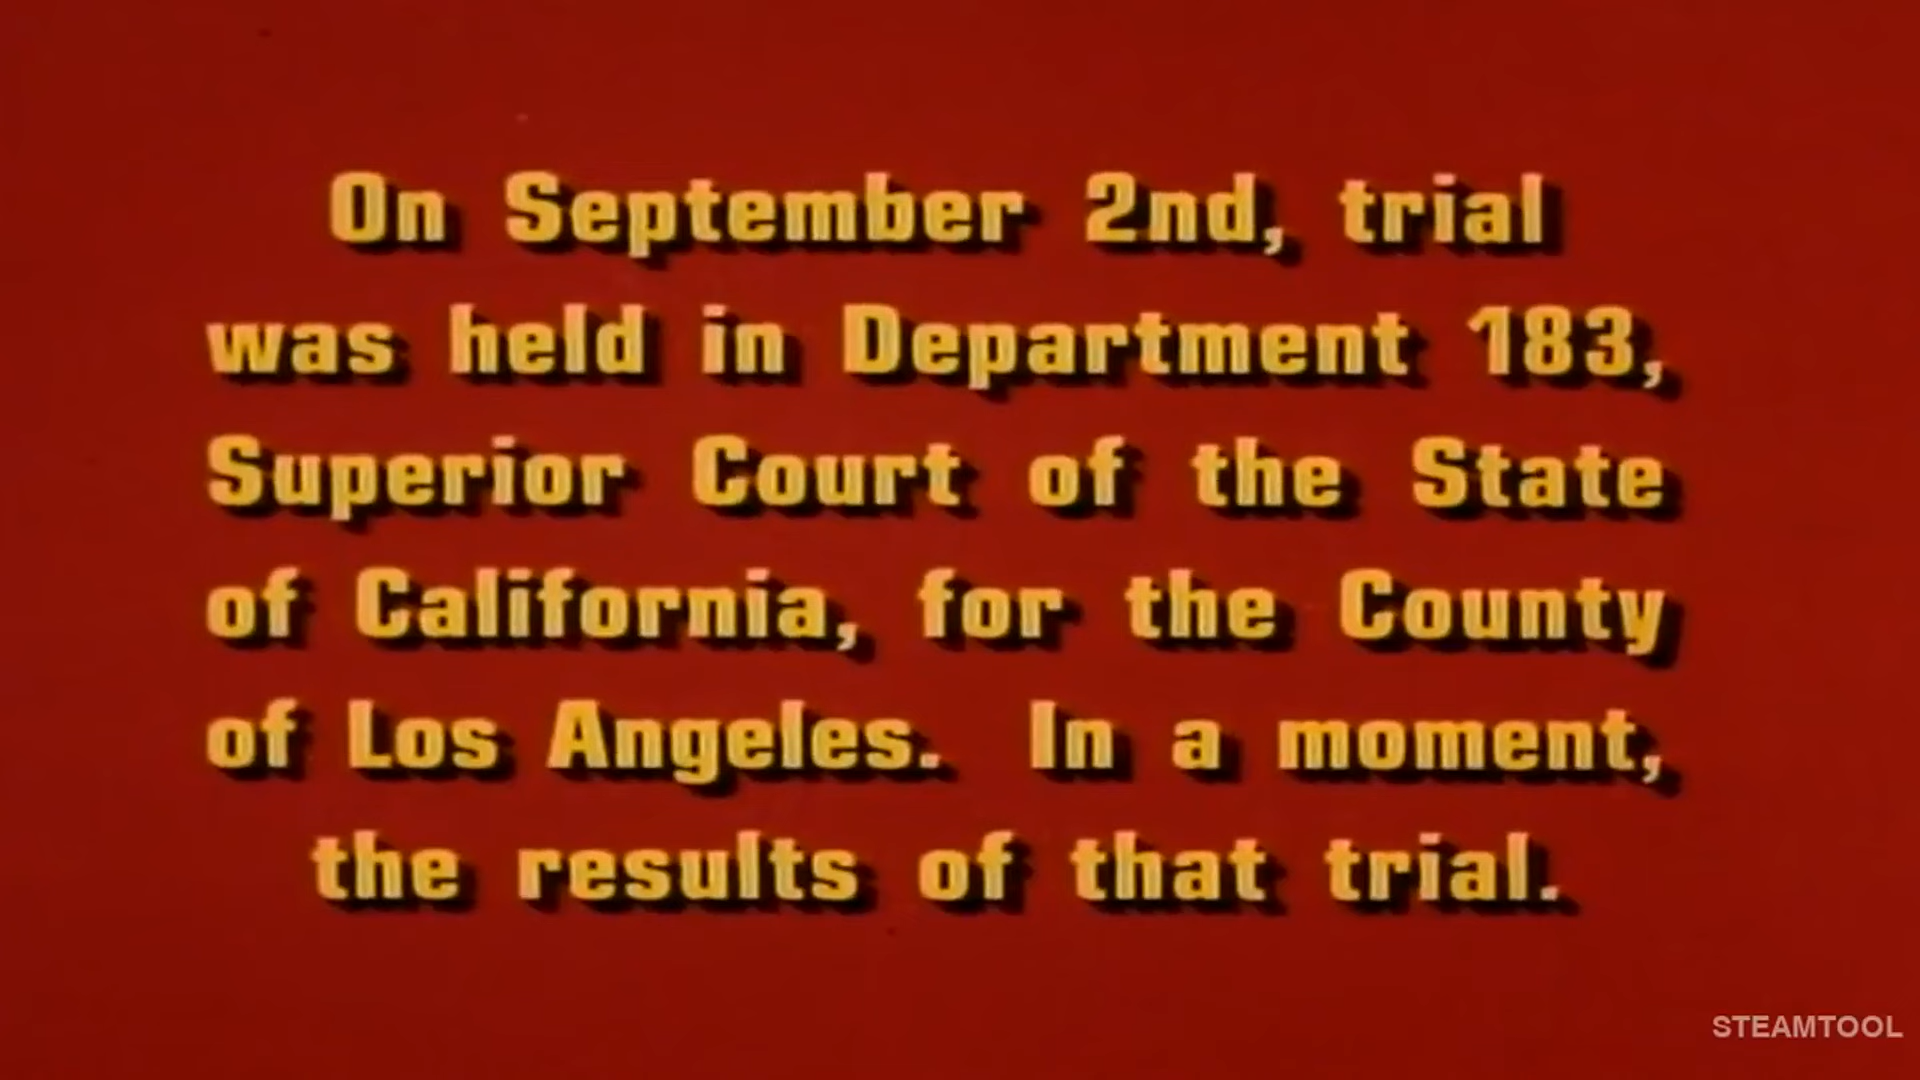 On September 2nd, trial
was held in Department 183,
Superior Court of the State
of California, for the County
of Los Angeles. In a moment,
the results of that trial.
STEAMTOOL